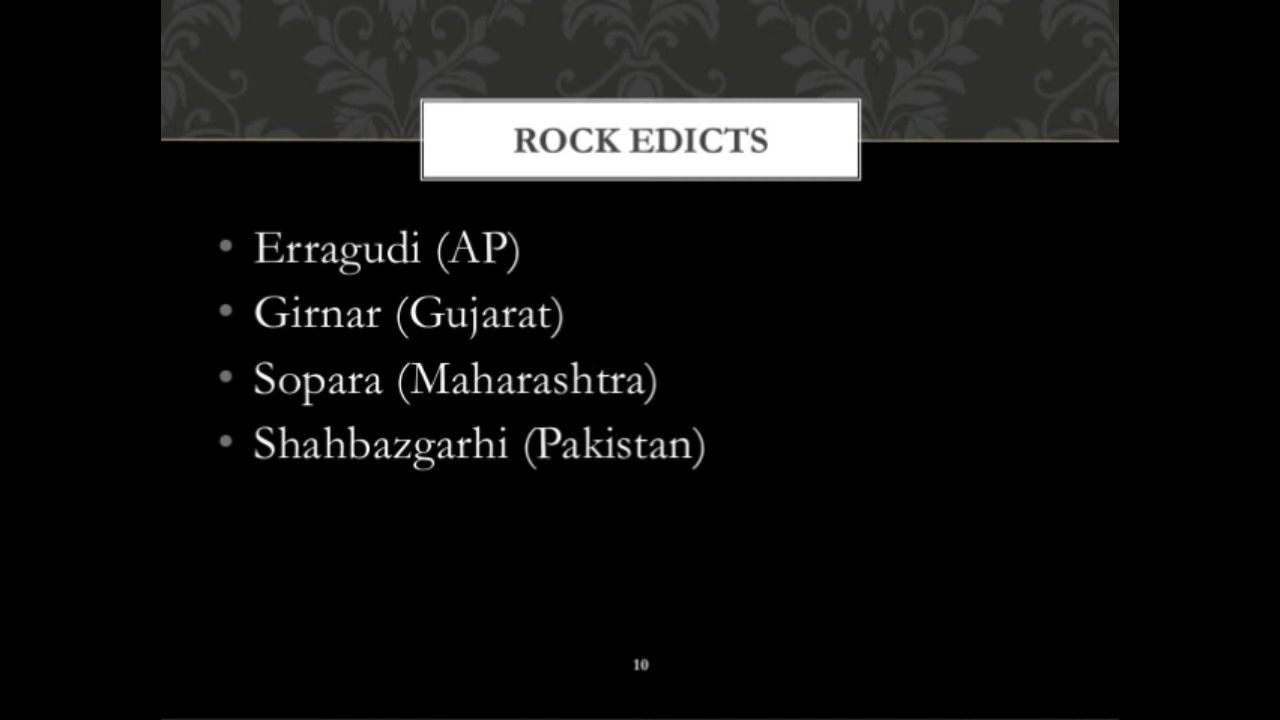 ROCK EDICTS
• Erragudi (AP)
• Girnar (Gujarat)
• Sopara (Maharashtra)
• Shahbazgarhi (Pakistan)
10